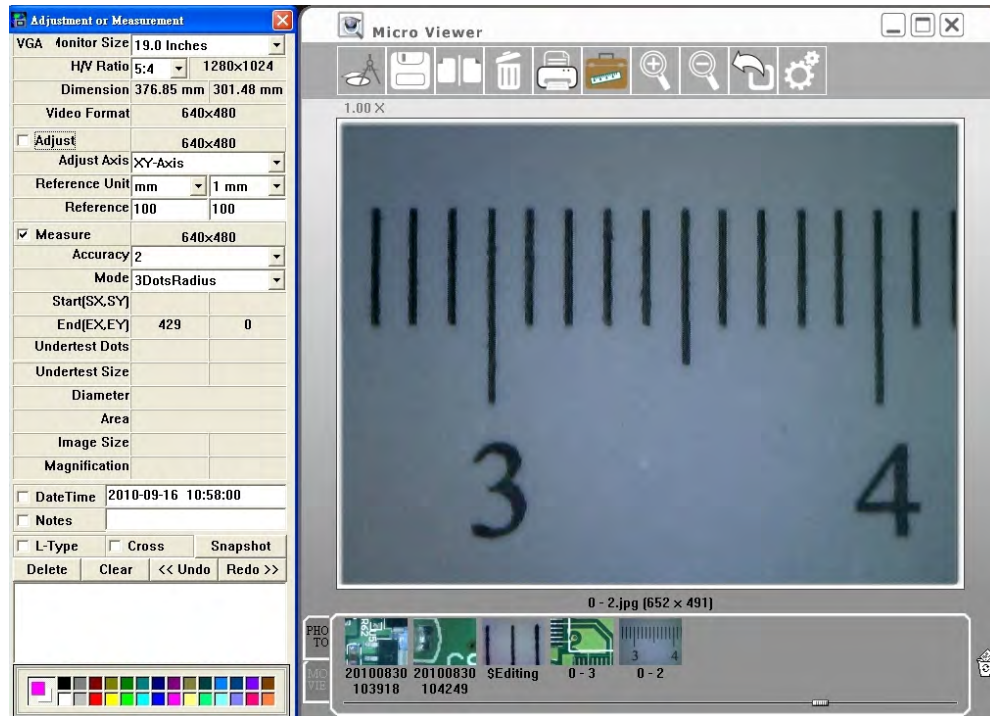 Adjustment or Measurement
VGA Monitor Size 19.0 Inches
H/V Ratio 5:4 1280x1024
Dimension 376.85 mm 301.48 mm
Video Format 640x480
Adjust 640x480
Adjust Axis XY-Axis
Reference Unit mm 1 mm
Reference 100 100
Measure 640x480
Accuracy 2
Mode 3DotsRadius
Start(SX,SY)
End(EX,EY) 429 0
Undertest Dots
Undertest Size
Diameter
Area
Image Size
Magnification
DateTime 2010-09-16 10:58:00
Notes
L-Type Cross Snapshot
Delete Clear << Undo Redo >>
Micro Viewer
1.00 X
3 4
0 - 2.jpg (652 x 491)
PHO
TO
MO
VIE
20100830
103918
20100830
104249
$Editing
0 - 3
0 - 2